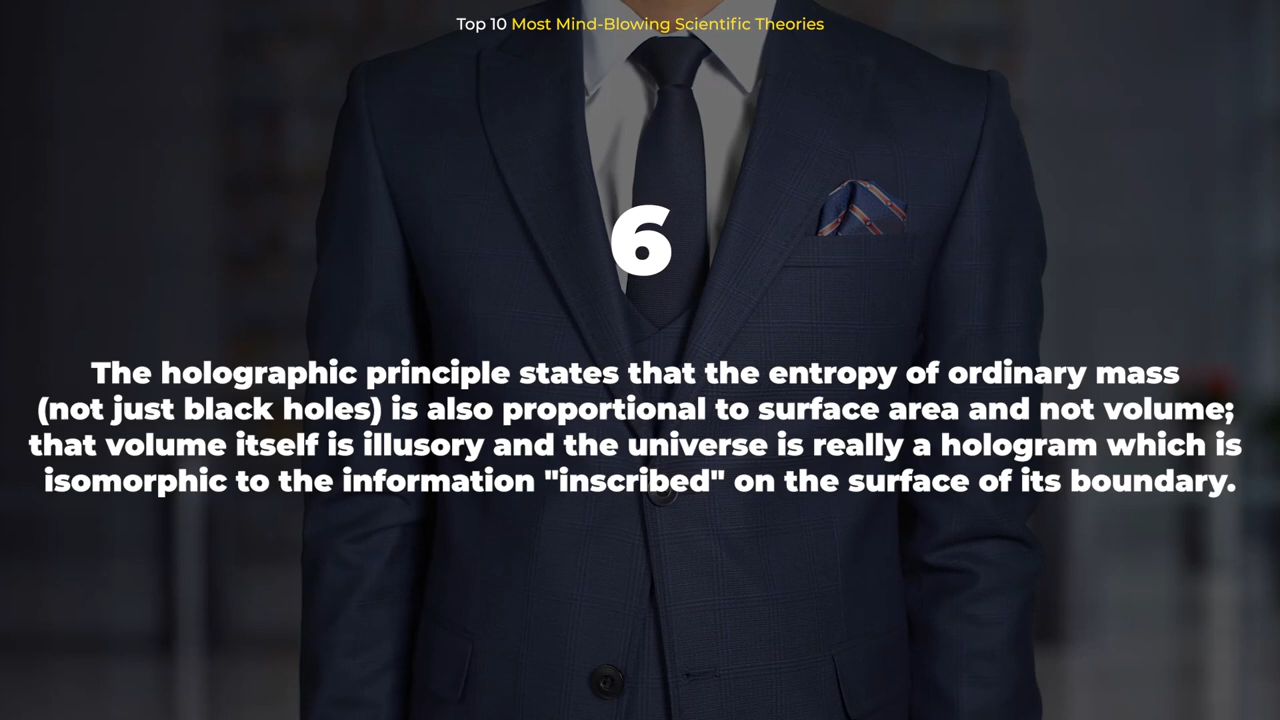 Top 10 Most Mind-Blowing Scientific Theories
6
The holographic principle states that the entropy of ordinary mass
(not just black holes) is also proportional to surface area and not volume;
that volume itself is illusory and the universe is really a hologram which is
isomorphic to the information "inscribed" on the surface of its boundary.